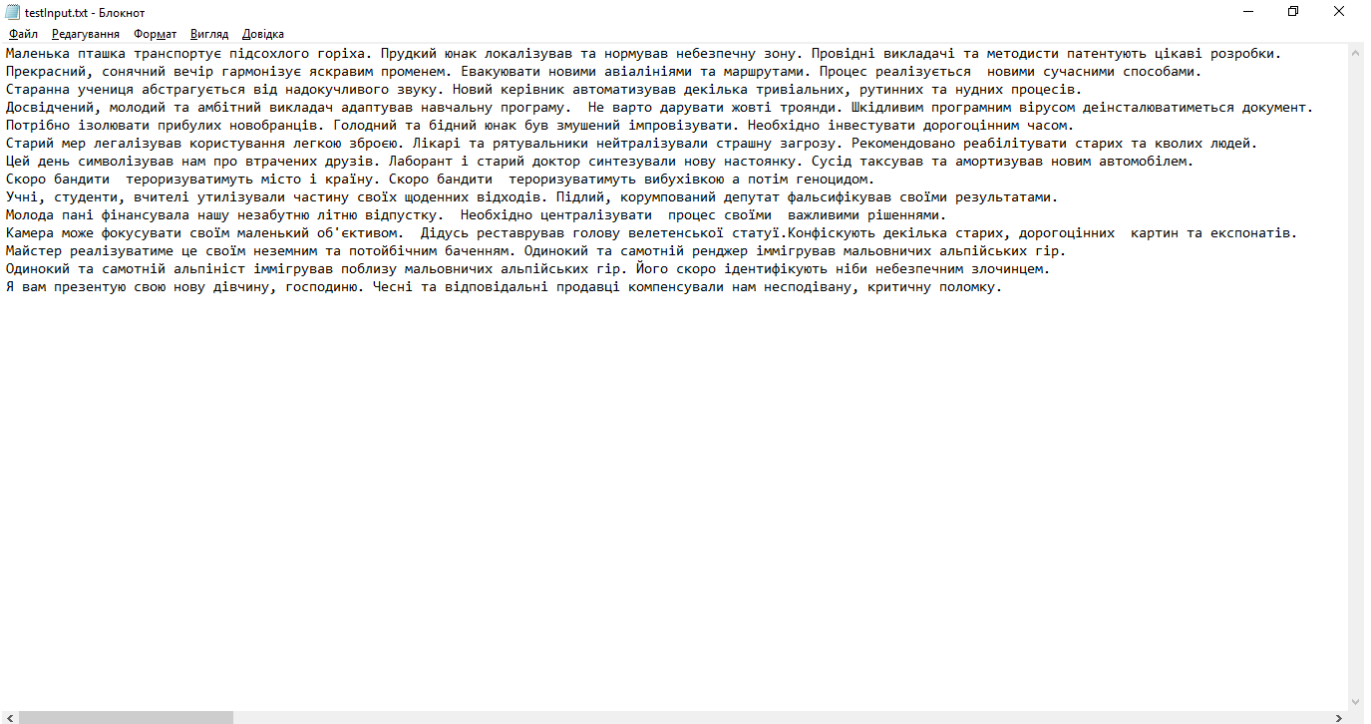 testInput.txt - Блокнот
Файл Редагування Формат Вигляд Довідка
Маленька пташка транспортує підсохлого горіха. Прудкий юнак локалізував та нормував небезпечну зону. Провідні викладачі та методисти патентують цікаві розробки.
Прекрасний, сонячний вечір гармонізує яскравим променем. Евакуювати новими авіалініями та маршрутами. Процес реалізується  новими сучасними способами.
Старанна учениця абстрагується від надокучливого звуку. Новий керівник автоматизував декілька тривіальних, рутинних та нудних процесів.
Досвідчений, молодий та амбітний викладач адаптував навчальну програму.  Не варто дарувати жовті троянди. Шкідливим програмним вірусом деінсталюватиметься документ.
Потрібно ізолювати прибулих новобранців. Голодний та бідний юнак був змушений імпровізувати. Необхідно інвестувати дорогоцінним часом.
Старий мер легалізував користування легкою зброєю. Лікарі та рятувальники нейтралізували страшну загрозу. Рекомендовано реабілітувати старих та кволих людей.
Цей день символізував нам про втрачених друзів. Лаборант і старий доктор синтезували нову настоянку. Сусід таксував та амортизував новим автомобілем.
Скоро бандити  тероризуватимуть місто і країну. Скоро бандити  тероризуватимуть вибухівкою а потім геноцидом.
Учні, студенти, вчителі утилізували частину своїх щоденних відходів. Підлий, корумпований депутат фальсифікував своїми результатами.
Молода пані фінансувала нашу незабутню літню відпустку.  Необхідно централізувати  процес своїми  важливими рішеннями.
Камера може фокусувати своїм маленький об'єктивом.  Дідусь реставрував голову велетенської статуї.Конфіскують декілька старих, дорогоцінних  картин та експонатів.
Майстер реалізуватиме це своїм неземним та потойбічним баченням. Одинокий та самотній ренджер іммігрував мальовничих альпійських гір.
Одинокий та самотній альпініст іммігрував поблизу мальовничих альпійських гір. Його скоро ідентифікують ніби небезпечним злочинцем.
Я вам презентую свою нову дівчину, господиню. Чесні та відповідальні продавці компенсували нам несподівану, критичну поломку.